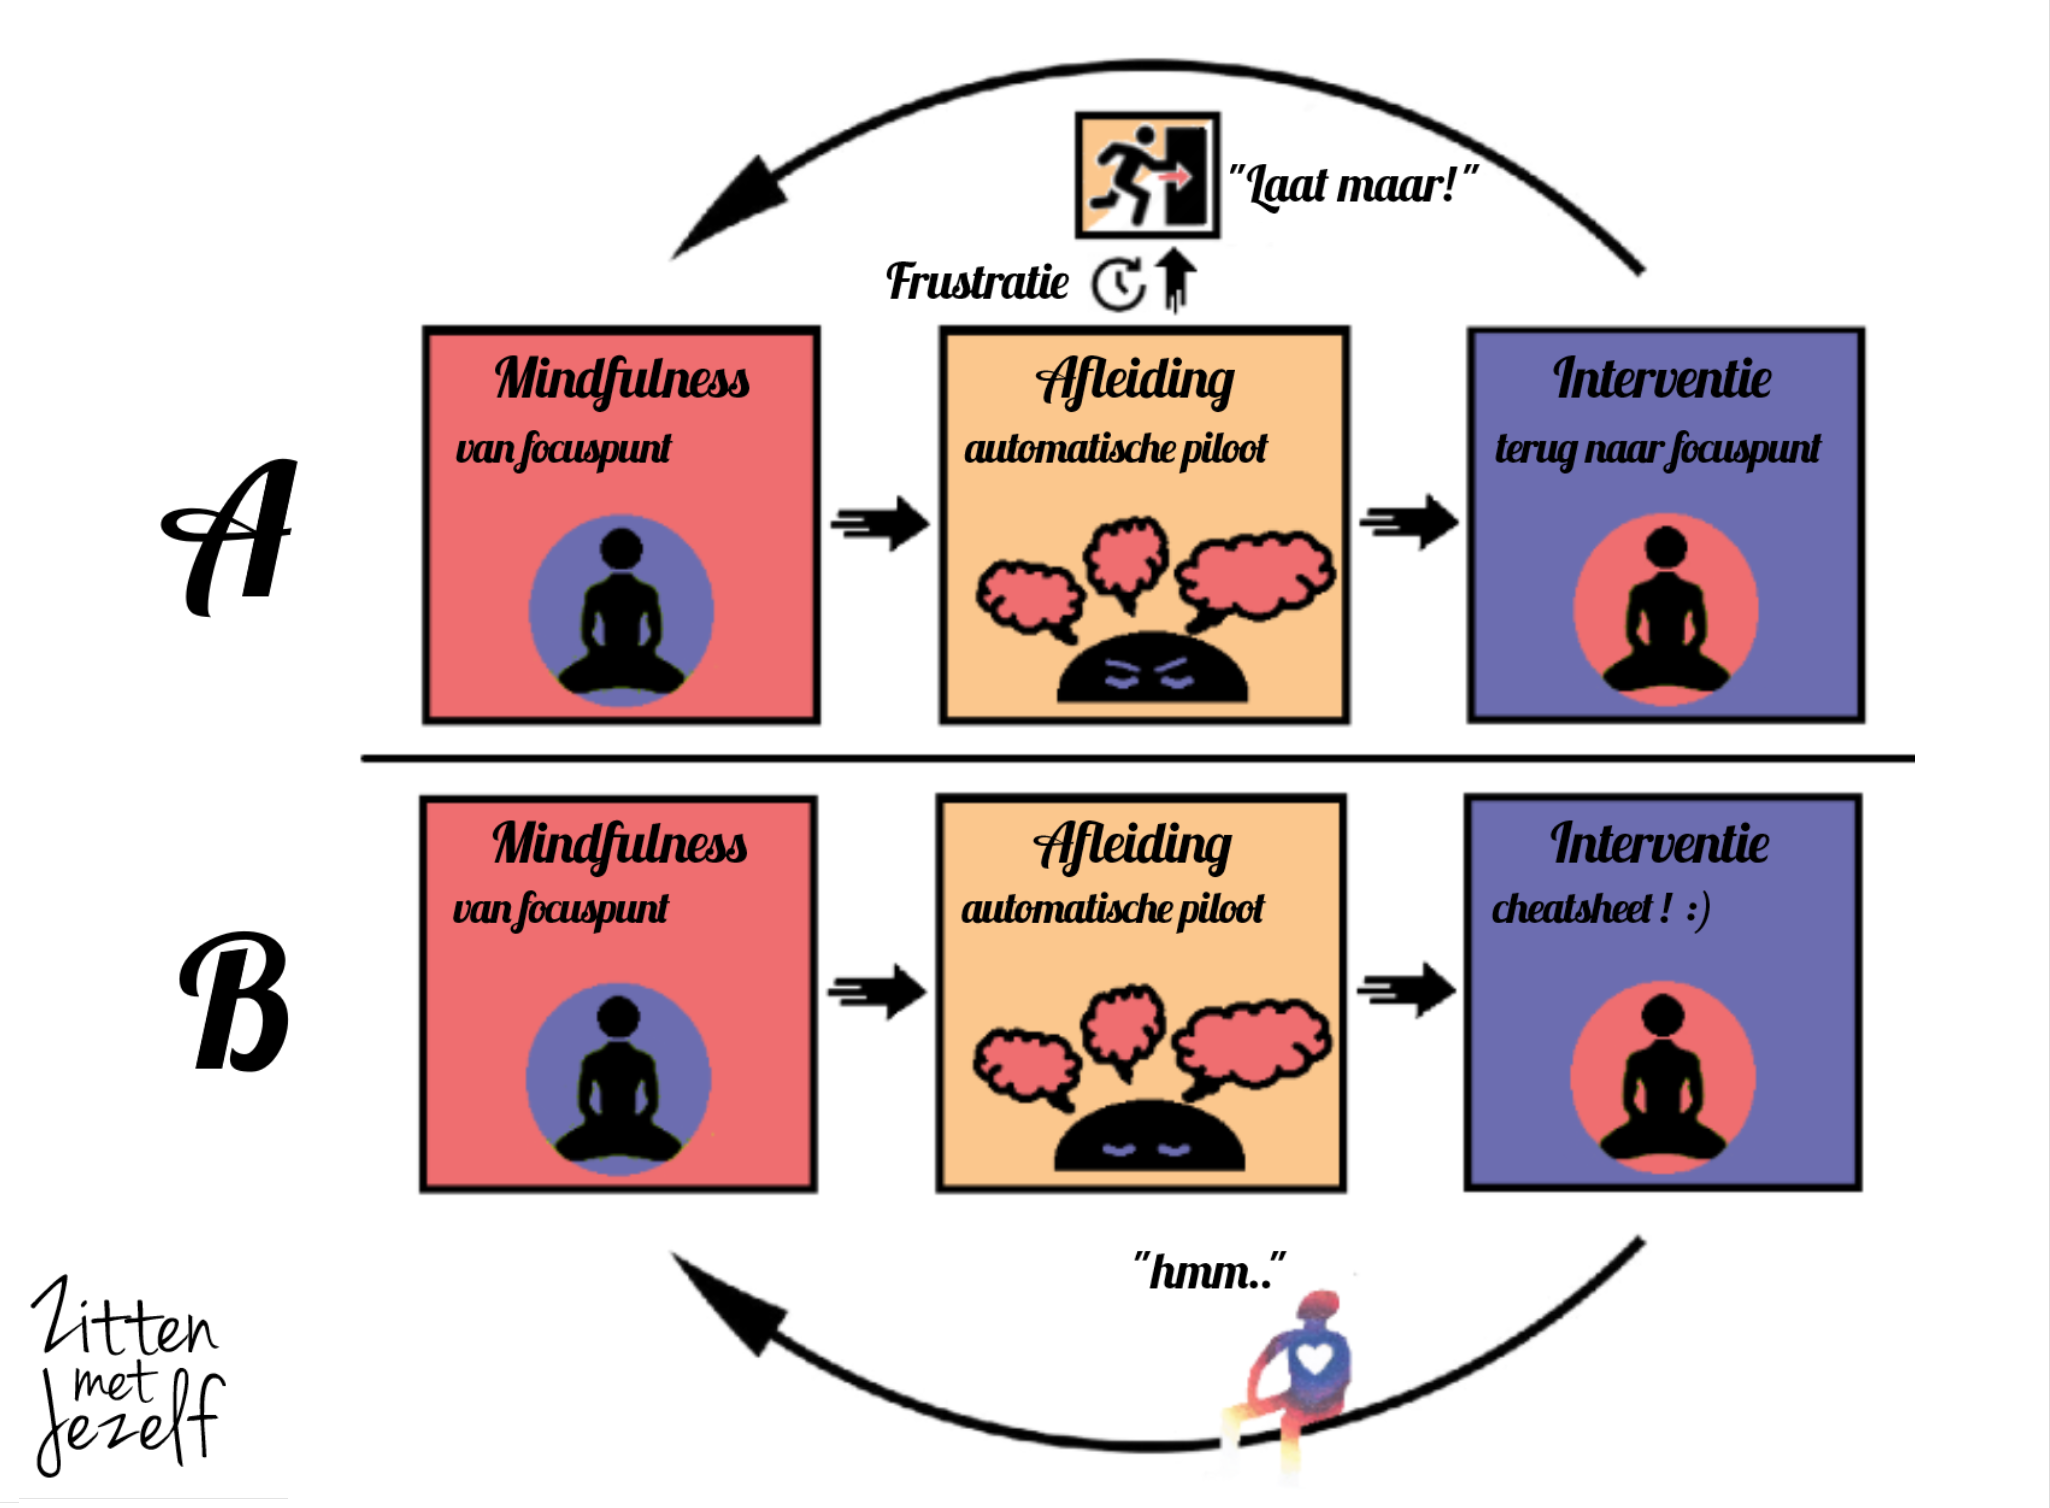 "Laat maar!"
Frustratie
A
Mindfulness
van focuspunt
Afleiding
automatische piloot
Interventie
terug naar focuspunt
B
Mindfulness
van focuspunt
Afleiding
automatische piloot
Interventie
cheatsheet ! :)
"hmm.."
Zitten
met
Jezelf